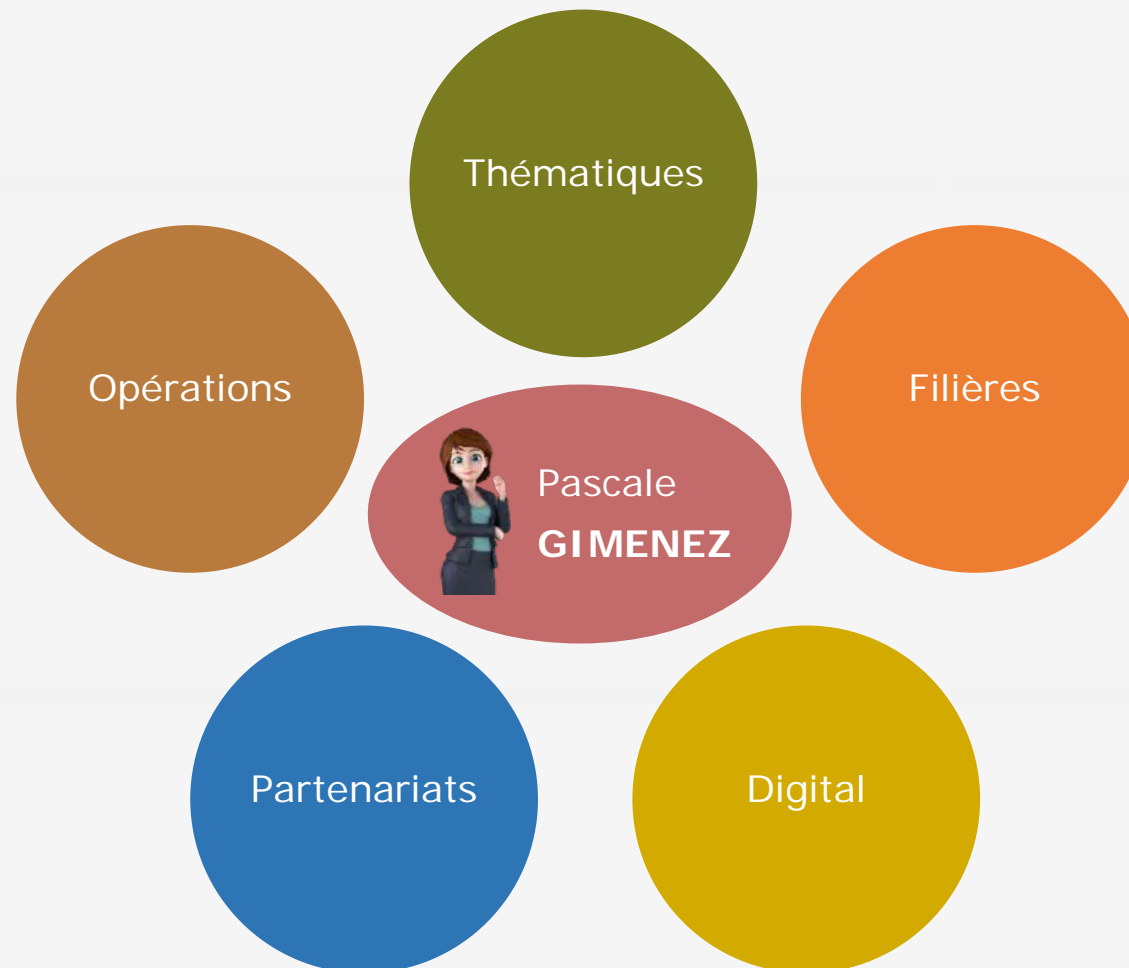 Thématiques
Opérations
Filières
Pascale
GIMENEZ
Partenariats
Digital